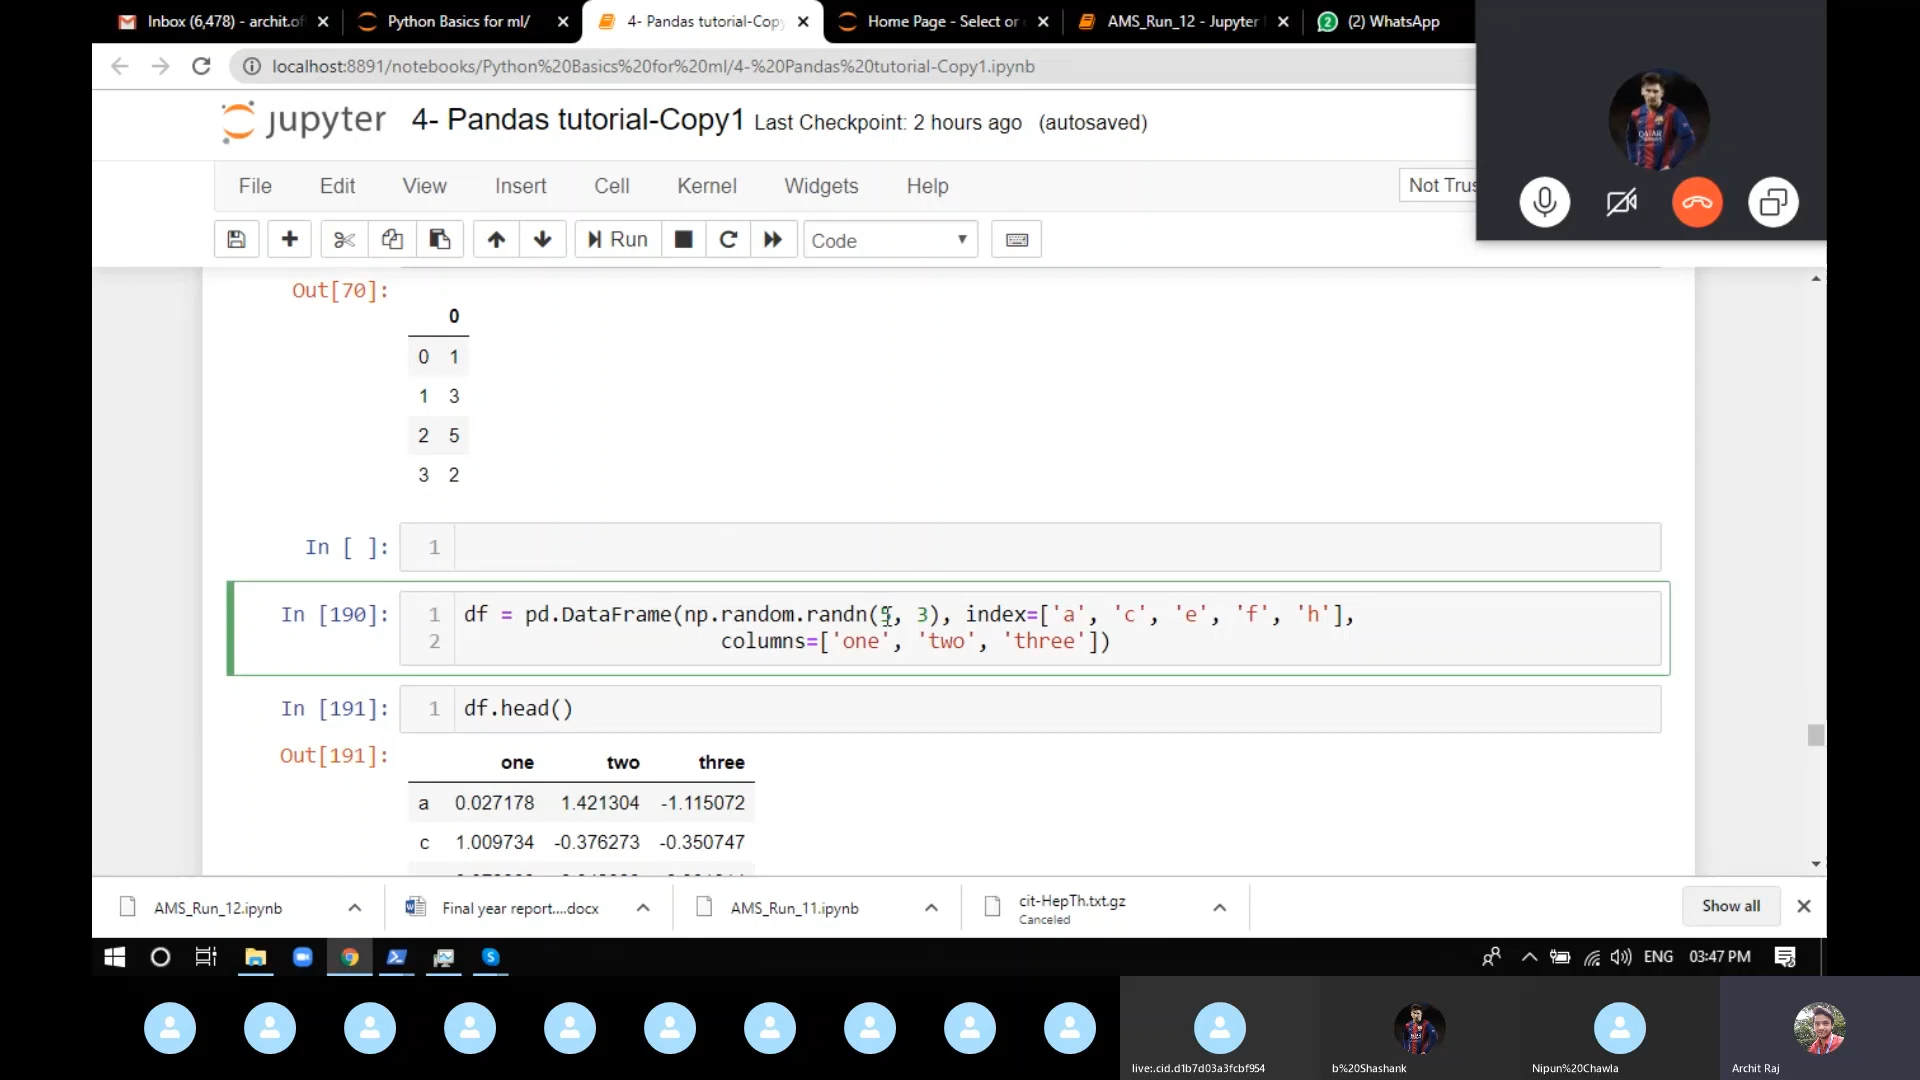 Inbox (6,478) - archit.of
Python Basics for ml/
4- Pandas tutorial-Copy
Home Page - Select or
AMS_Run_12 - Jupyter
(2) WhatsApp
localhost:8891/notebooks/Python%20Basics%20for%20ml/4-%20Pandas%20tutorial-Copy1.ipynb
jupyter 4- Pandas tutorial-Copy1 Last Checkpoint: 2 hours ago (autosaved)
File Edit View Insert Cell Kernel Widgets Help Not Trus
Run Code
Out[70]:
0
0 1
1 3
2 5
3 2
In [ ]: 1
In [190]: 1 df = pd.DataFrame(np.random.randn(5, 3), index=['a', 'c', 'e', 'f', 'h'],
2 columns=['one', 'two', 'three'])
In [191]: 1 df.head()
Out[191]:
one two three
a 0.027178 1.421304 -1.115072
c 1.009734 -0.376273 -0.350747
AMS_Run_12.ipynb
Final year report....docx
AMS_Run_11.ipynb
cit-HepTh.txt.gz
Canceled
Show all
ENG 03:47 PM
live:.cid.d1b7d03a3fcbf954
b%20Shashank
Nipun%20Chawla
Archit Raj